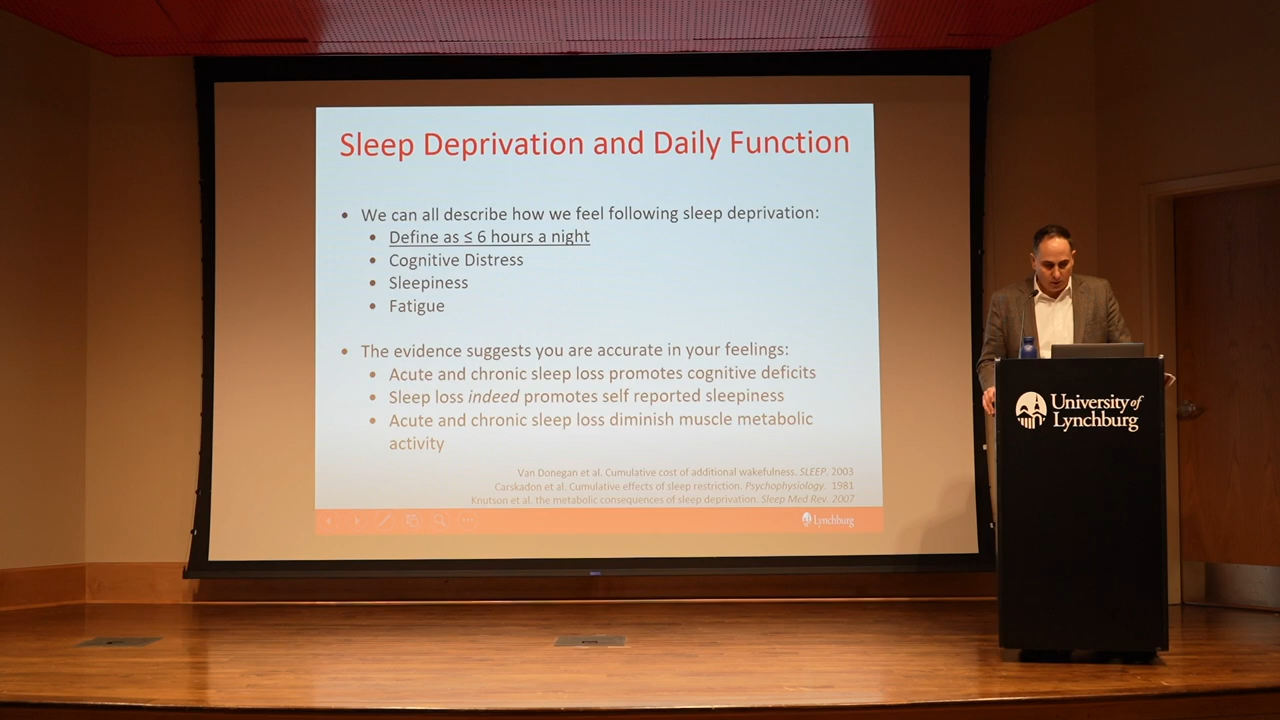 Sleep Deprivation and Daily Function
• We can all describe how we feel following sleep deprivation:
• Define as ≤ 6 hours a night
• Cognitive Distress
• Sleepiness
• Fatigue
• The evidence suggests you are accurate in your feelings:
• Acute and chronic sleep loss promotes cognitive deficits
• Sleep loss indeed promotes self reported sleepiness
• Acute and chronic sleep loss diminish muscle metabolic
activity
Van Donegan et al. Cumulative cost of additional wakefulness. SLEEP. 2003
Carskadon et al. Cumulative effects of sleep restriction. Psychophysiology. 1981
Knutson et al. the metabolic consequences of sleep deprivation. Sleep Med Rev. 2007
Lynchburg
University of
Lynchburg